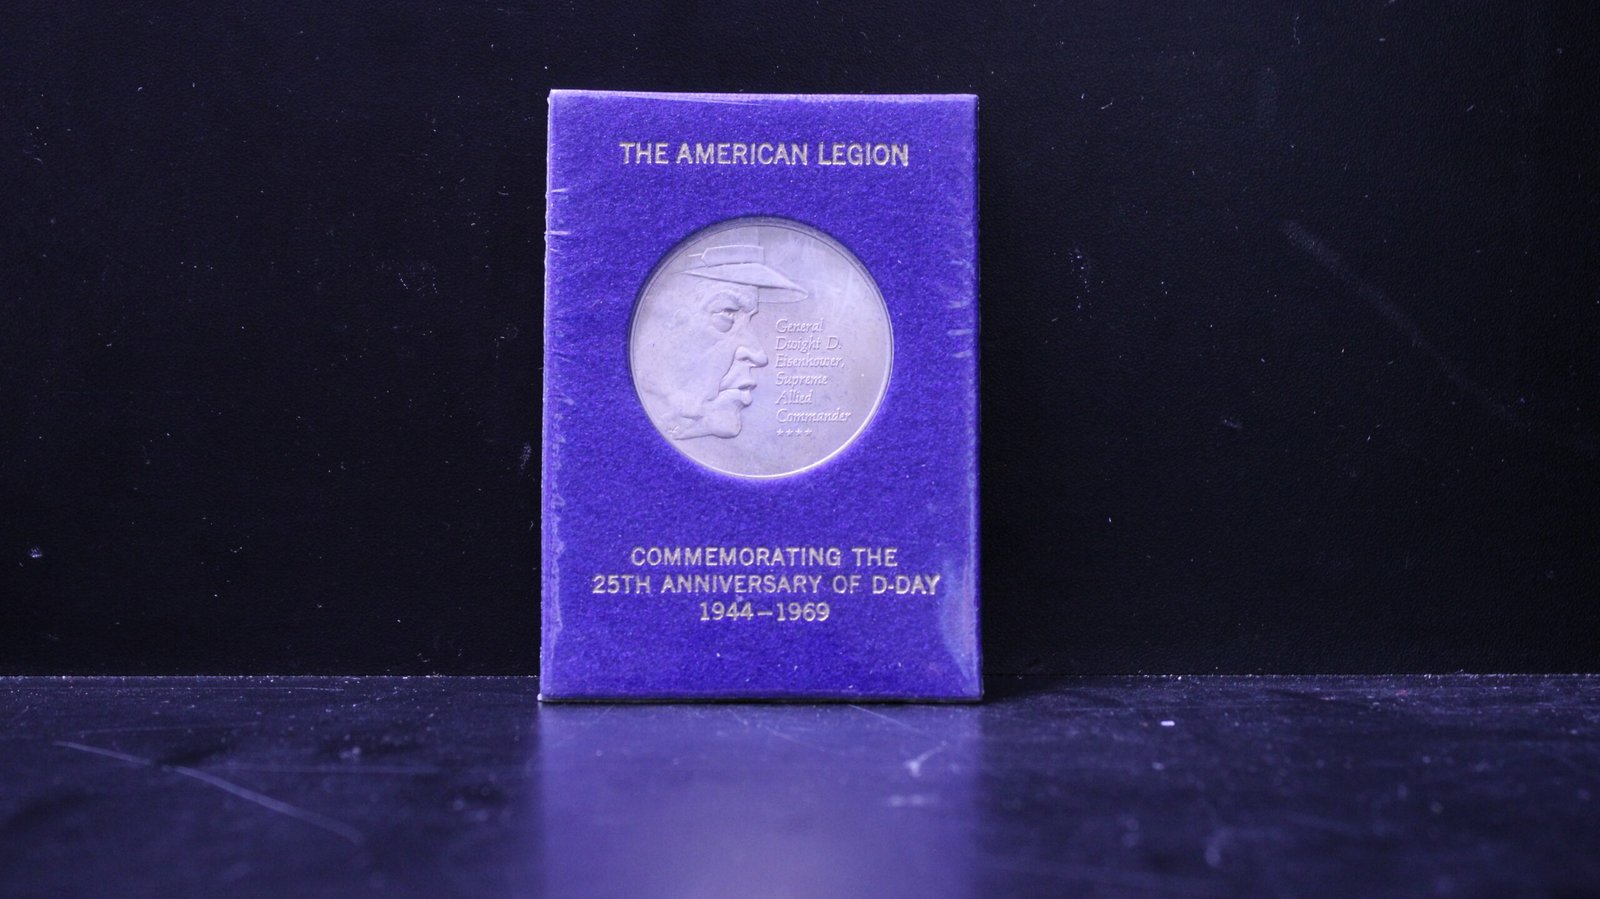 THE AMERICAN LEGION
General
Dwight D.
Eisenhower,
Supreme
Allied
Commander
****
COMMEMORATING THE
25TH ANNIVERSARY OF D-DAY
1944-1969